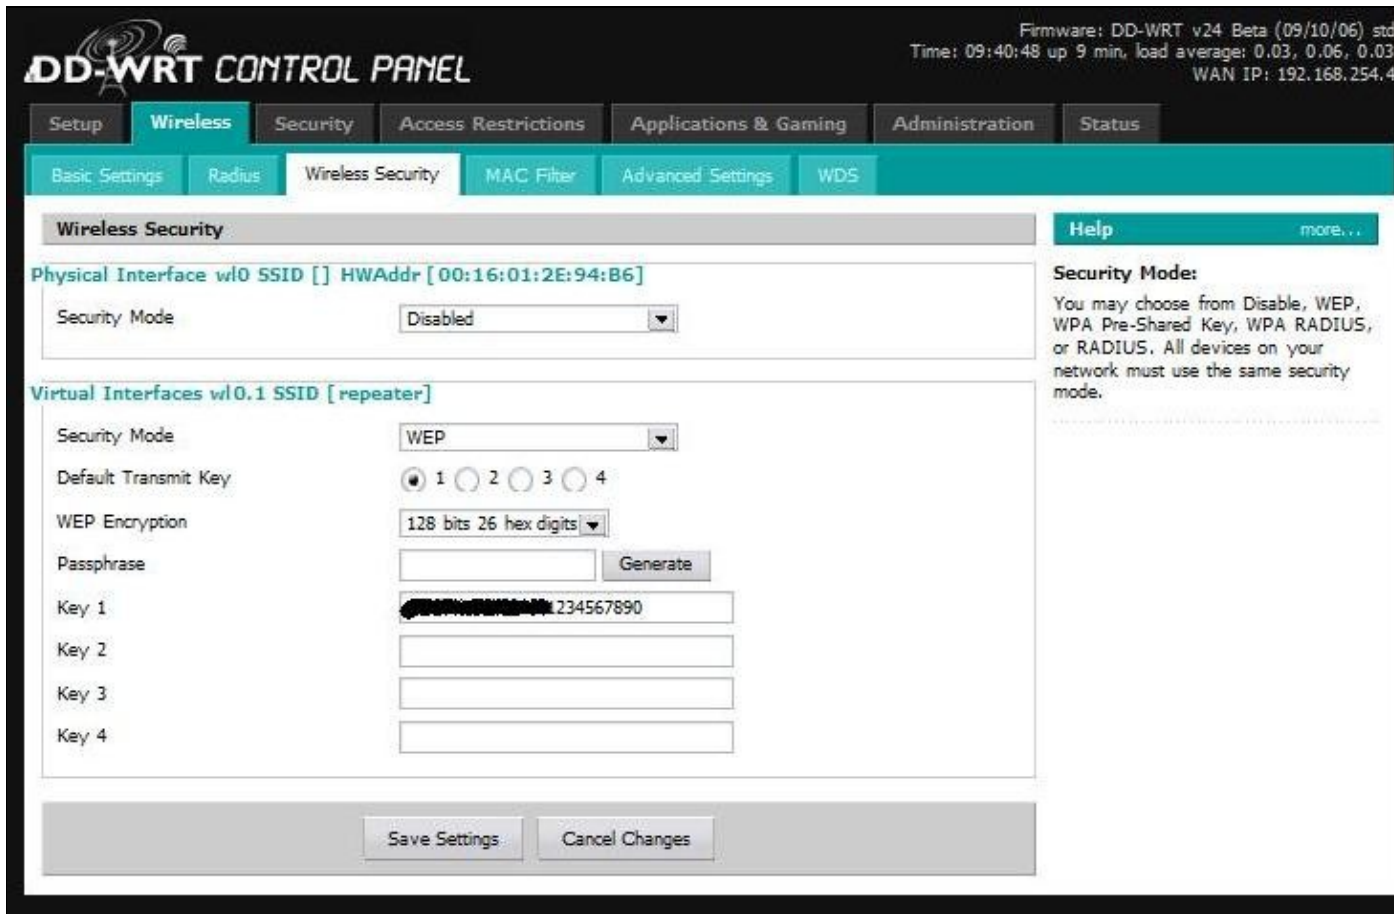 DD-WRT CONTROL PANEL
Firmware: DD-WRT v24 Beta (09/10/06) std
Time: 09:40:48 up 9 min, load average: 0.03, 0.06, 0.03
WAN IP: 192.168.254.4
Setup Wireless Security Access Restrictions Applications & Gaming Administration Status
Basic Settings Radius Wireless Security MAC Filter Advanced Settings WDS
Wireless Security
Physical Interface wl0 SSID [] HWAddr [00:16:01:2E:94:B6]
Security Mode Disabled
Virtual Interfaces wl0.1 SSID [repeater]
Security Mode WEP
Default Transmit Key 1 2 3 4
WEP Encryption 128 bits 26 hex digits
Passphrase Generate
Key 1 1234567890
Key 2
Key 3
Key 4
Save Settings Cancel Changes
Help more...
Security Mode:
You may choose from Disable, WEP,
WPA Pre-Shared Key, WPA RADIUS,
or RADIUS. All devices on your
network must use the same security
mode.